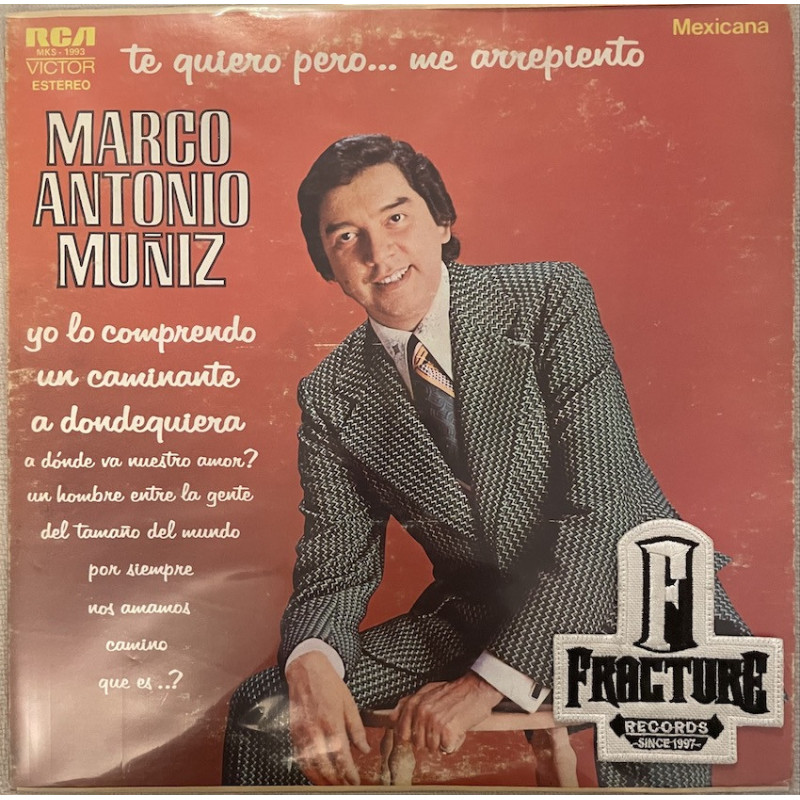 RCA
MKS - 1993
VICTOR
ESTEREO
Mexicana
te quiero pero... me arrepiento
MARCO
ANTONIO
MUÑIZ
yo lo comprendo
un caminante
a dondequiera
a dónde va nuestro amor?
un hombre entre la gente
del tamaño del mundo
por siempre
nos amamos
camino
que es ..?
F
FRACTURE
RECORDS
-SINCE 1997-